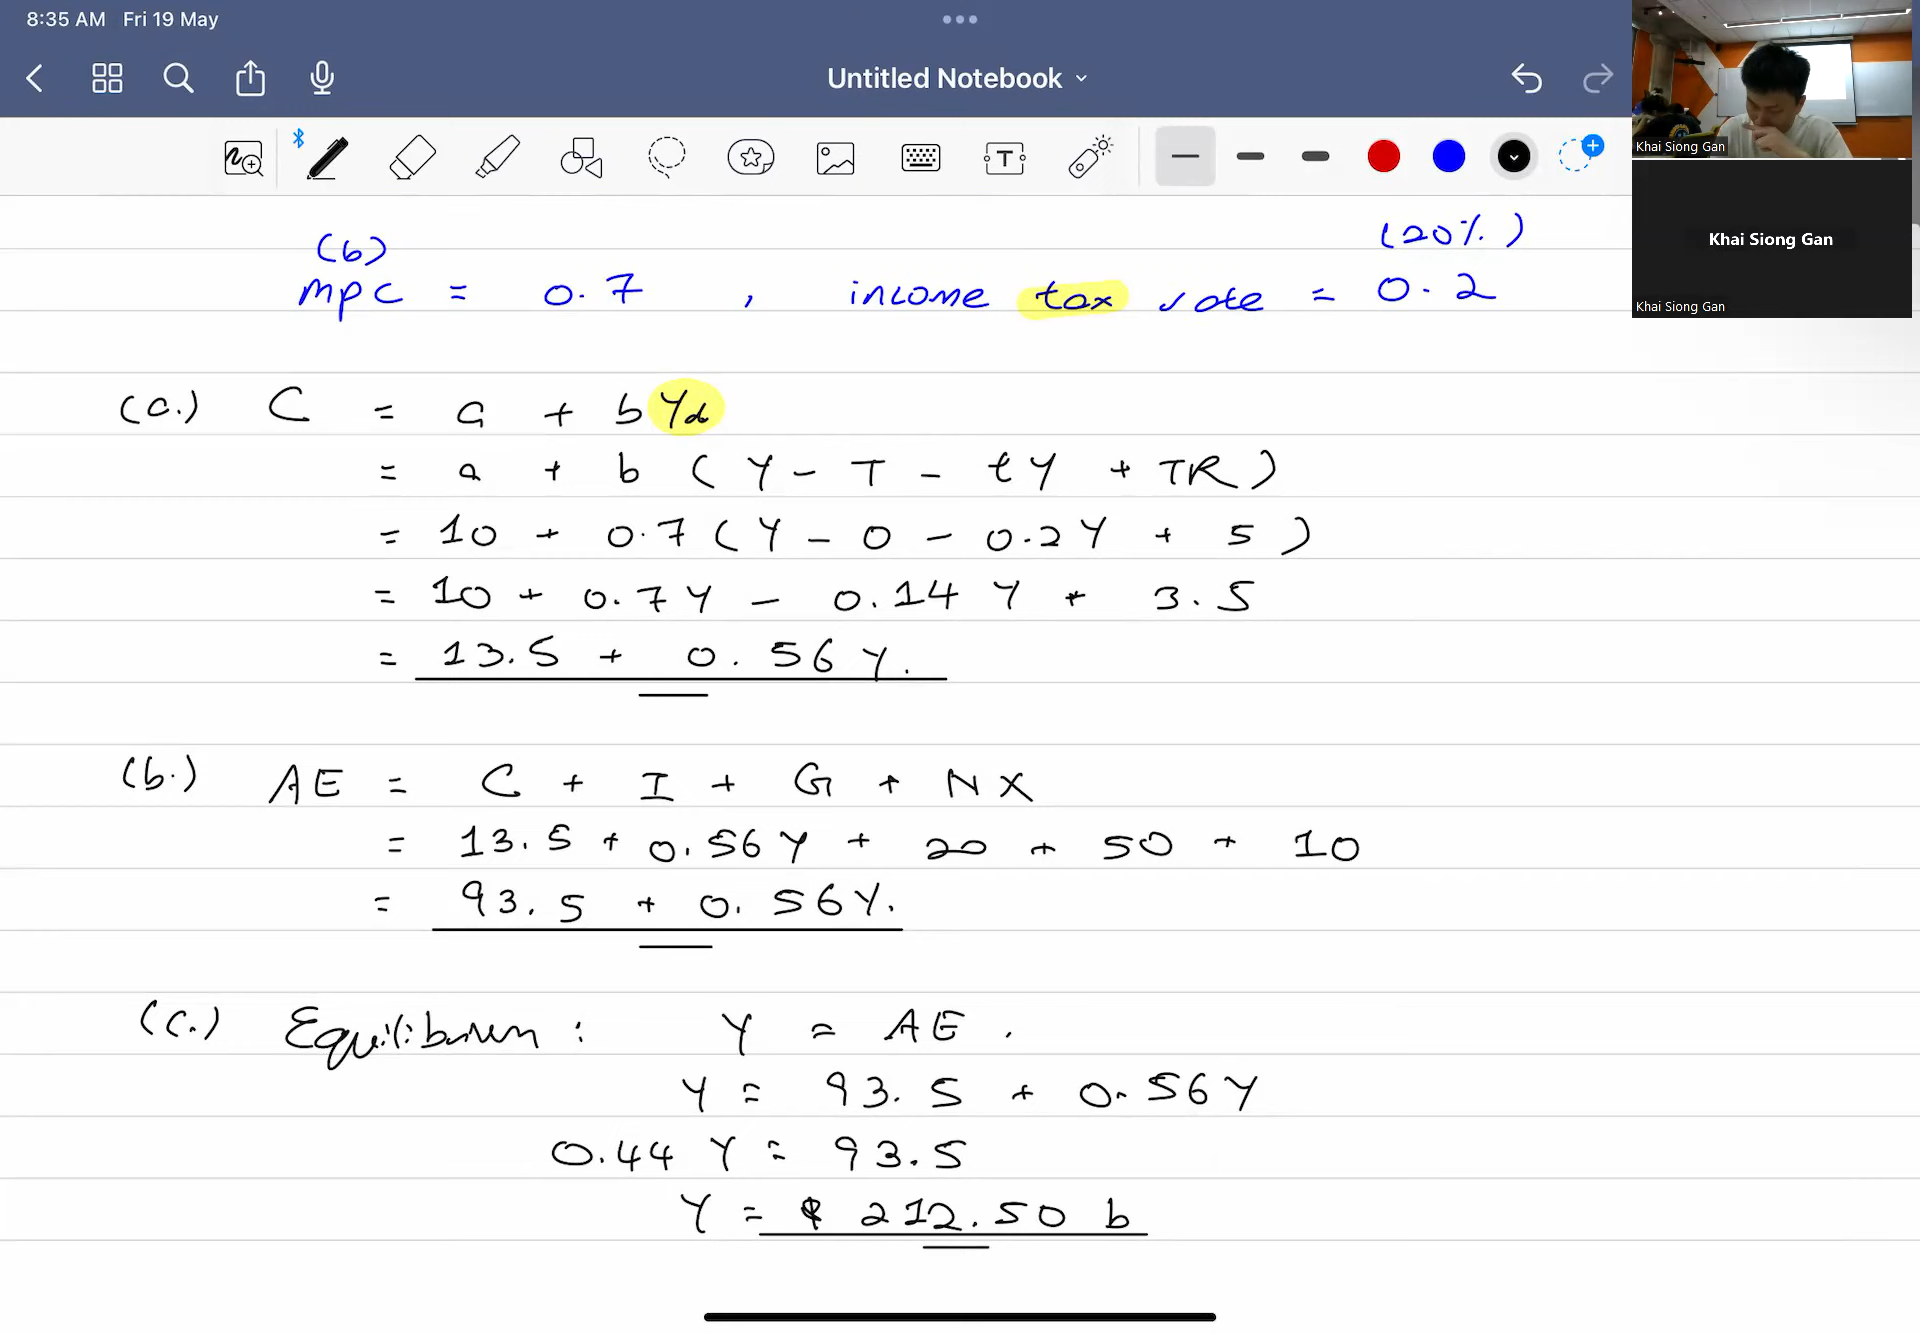 8:35 AM Fri 19 May
Untitled Notebook
Khai Siong Gan
Khai Siong Gan
Khai Siong Gan
T
(b) (20%)
mpc = 0.7 , income tax rate = 0.2
(a.) C = a + bYd
= a + b (Y - T - tY + TR)
= 10 + 0.7 (Y - 0 - 0.2Y + 5)
= 10 + 0.7Y - 0.14Y + 3.5
= 13.5 + 0.56Y.
(b.) AE = C + I + G + NX
= 13.5 + 0.56Y + 20 + 50 + 10
= 93.5 + 0.56Y.
(c.) Equilibrium : Y = AE .
Y = 93.5 + 0.56Y
0.44 Y = 93.5
Y = $ 212.50 b